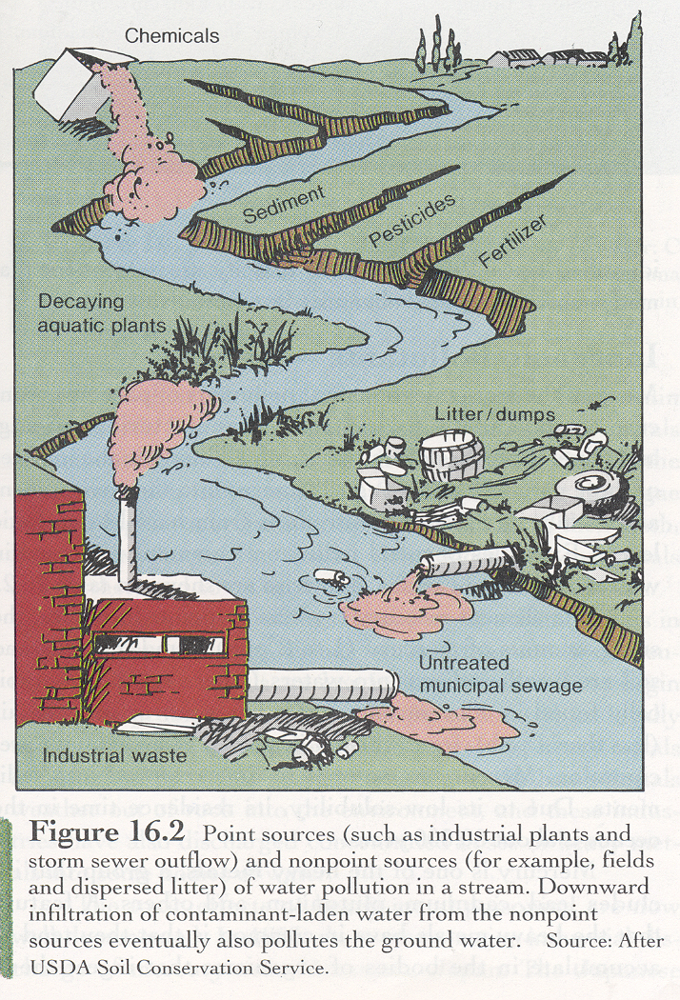 Chemicals
Sediment
Pesticides
Fertilizer
Decaying
aquatic plants
Litter/dumps
Untreated
municipal sewage
Industrial waste
Figure 16.2 Point sources (such as industrial plants and
storm sewer outflow) and nonpoint sources (for example, fields
and dispersed litter) of water pollution in a stream. Downward
infiltration of contaminant-laden water from the nonpoint
sources eventually also pollutes the ground water. Source: After
USDA Soil Conservation Service.